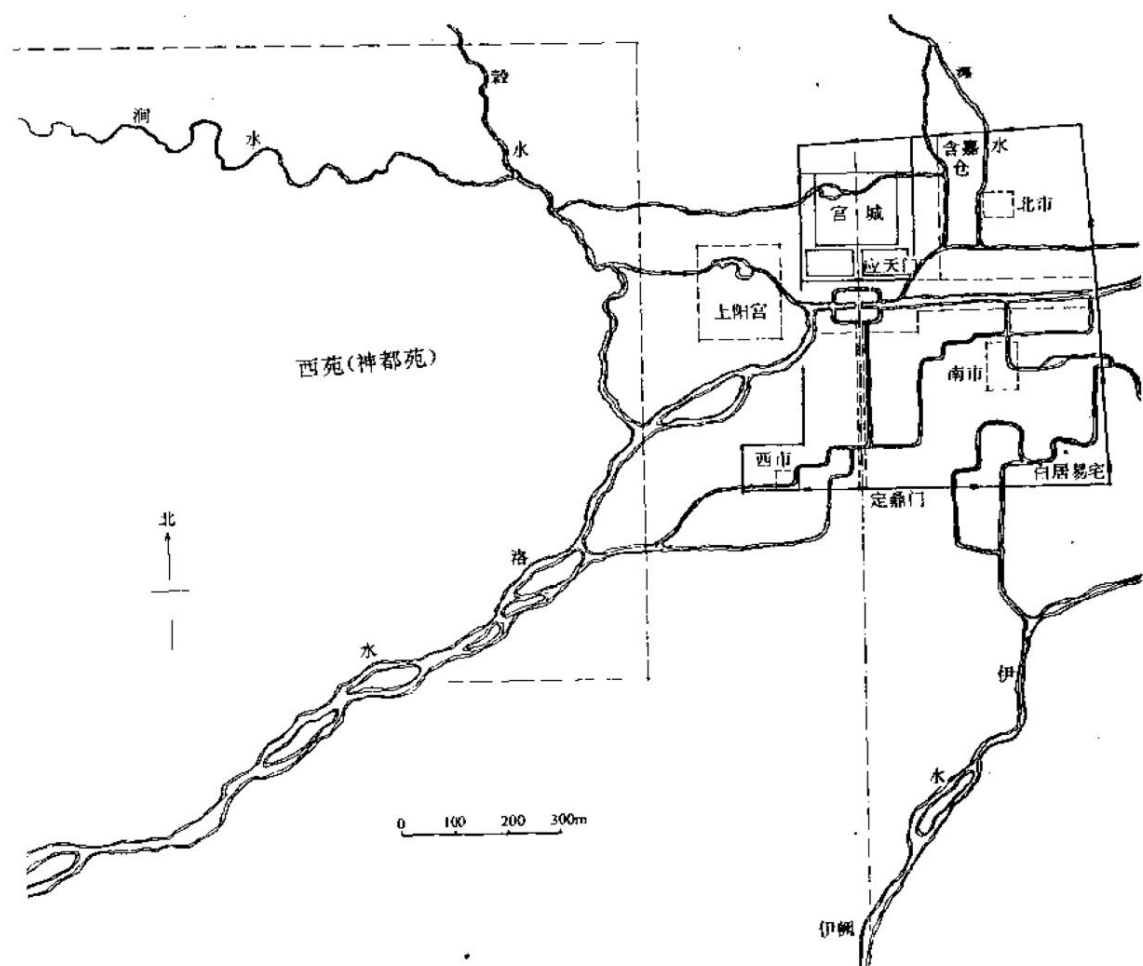 瀍
水
榖
水
涧
水
含嘉
仓
北市
宫城
应天门
上阳宫
西苑(神都苑)
南市
西市
白居易宅
定鼎门
北
洛
水
伊
水
0 100 200 300m
伊阙